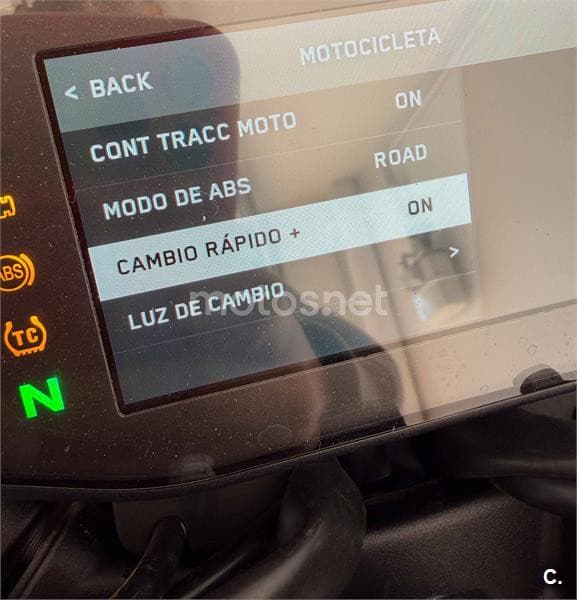 MOTOCICLETA
< BACK
CONT TRACC MOTO ON
MODO DE ABS ROAD
CAMBIO RÁPIDO + ON
LUZ DE CAMBIO >
motos.net
ABS
TC
N
C.